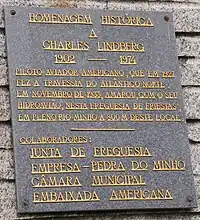 HOMENAGEM HISTÓRICA
A
CHARLES LINDBERG
1902 — 1974
PILOTO AVIADOR AMERICANO, QUE EM 1927
FEZ A TRAVESSIA DO ATLÂNTICO NORTE
EM NOVEMBRO DE 1933, AMAROU COM O SEU
HIDROAVIÃO, NESTA FREGUESIA DE FRIESTAS
EM PLENO RIO-MINHO A 800 M DESTE LOCAL
COLABORADORES:
JUNTA DE FREGUESIA
EMPRESA - PEDRA DO MINHO
CÂMARA MUNICIPAL
EMBAIXADA AMERICANA